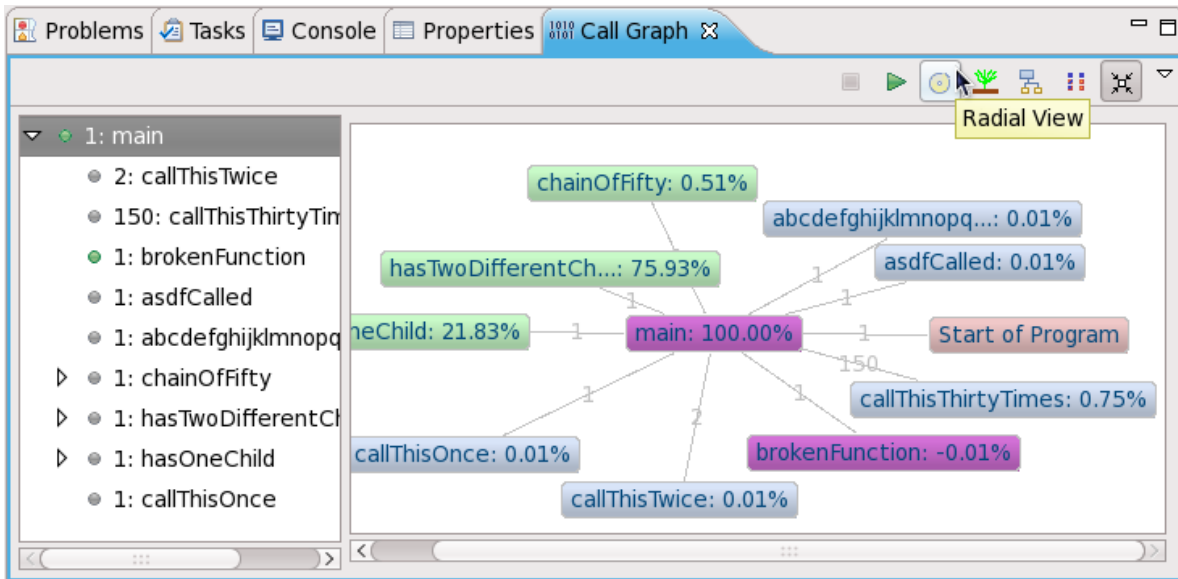 Problems Tasks Console Properties 1010 0101 Call Graph
Radial View
1: main
2: callThisTwice
150: callThisThirtyTim
1: brokenFunction
1: asdfCalled
1: abcdefghijklmnopq
1: chainOfFifty
1: hasTwoDifferentCh
1: hasOneChild
1: callThisOnce
chainOfFifty: 0.51%
abcdefghijklmnopq...: 0.01%
hasTwoDifferentCh...: 75.93%
asdfCalled: 0.01%
1
1
1
neChild: 21.83%
1
main: 100.00%
1
Start of Program
150
callThisThirtyTimes: 0.75%
1
2
1
callThisOnce: 0.01%
brokenFunction: -0.01%
callThisTwice: 0.01%